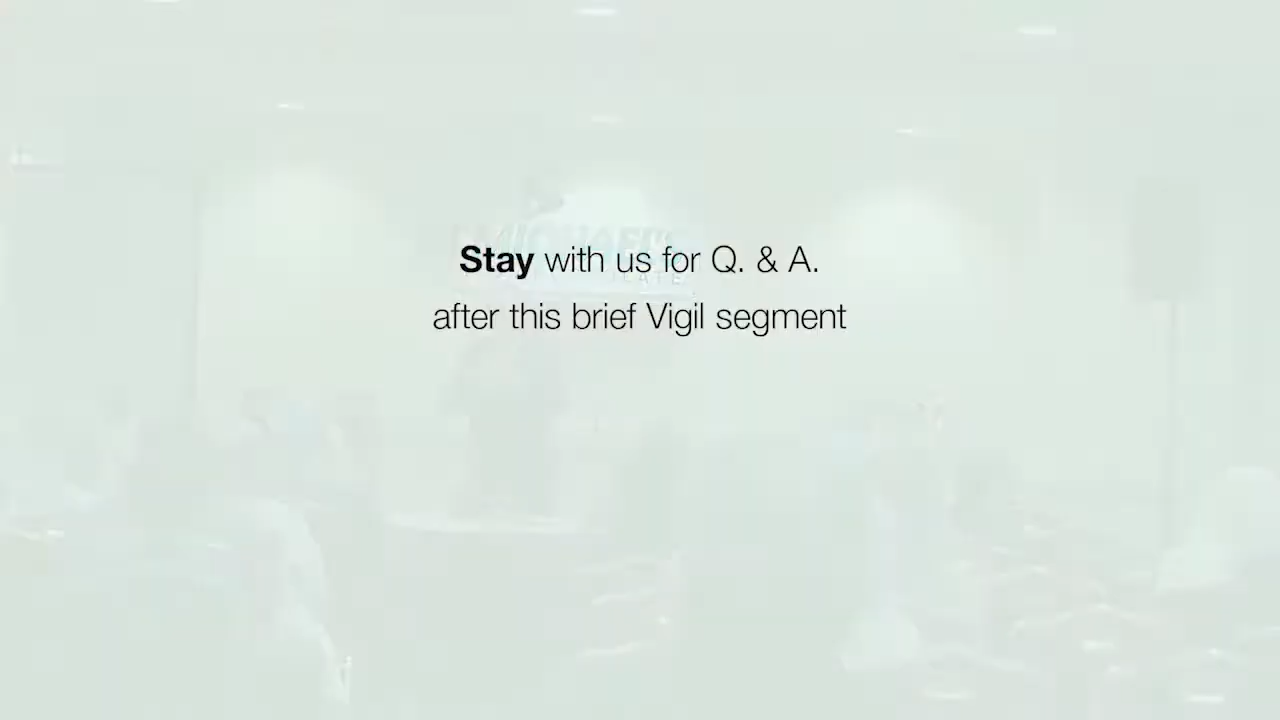 Stay with us for Q. & A.
after this brief Vigil segment